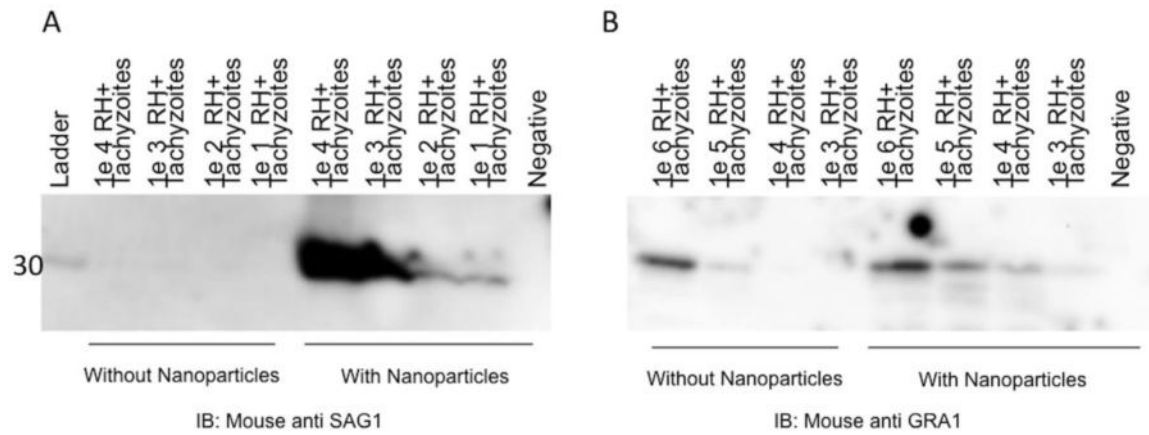 A
B
Ladder
1e 4 RH+
Tachyzoites
1e 3 RH+
Tachyzoites
1e 2 RH+
Tachyzoites
1e 1 RH+
Tachyzoites
1e 4 RH+
Tachyzoites
1e 3 RH+
Tachyzoites
1e 2 RH+
Tachyzoites
1e 1 RH+
Tachyzoites
Negative
1e 6 RH+
Tachyzoites
1e 5 RH+
Tachyzoites
1e 4 RH+
Tachyzoites
1e 3 RH+
Tachyzoites
1e 6 RH+
Tachyzoites
1e 5 RH+
Tachyzoites
1e 4 RH+
Tachyzoites
1e 3 RH+
Tachyzoites
Negative
30
Without Nanoparticles
With Nanoparticles
Without Nanoparticles
With Nanoparticles
IB: Mouse anti SAG1
IB: Mouse anti GRA1